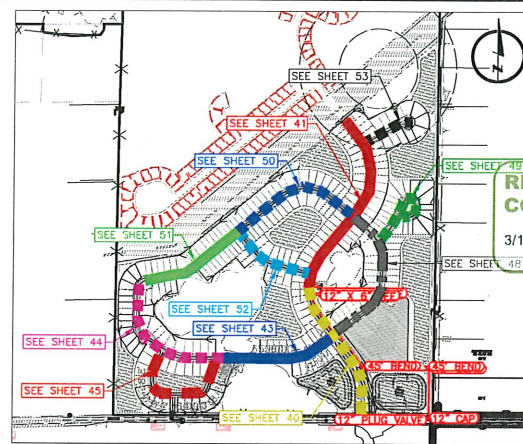 SEE SHEET 53
SEE SHEET 41
SEE SHEET 50
SEE SHEET 49
3/1
SEE SHEET 51
SEE SHEET 48
SEE SHEET 52
SEE SHEET 43
SEE SHEET 44
45° BEND
45° BEND
SEE SHEET 45
SEE SHEET 40
12" PLUG VALVE
12" CAP